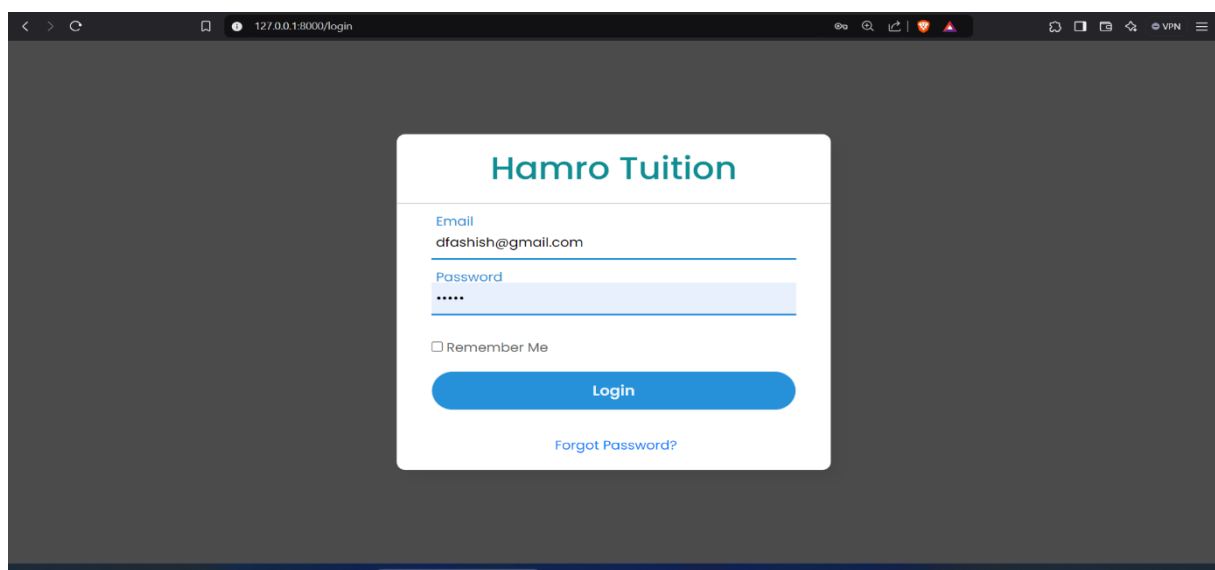 127.0.0.1:8000/login
VPN
Hamro Tuition
Email
dfashish@gmail.com
Password
•••••
Remember Me
Login
Forgot Password?